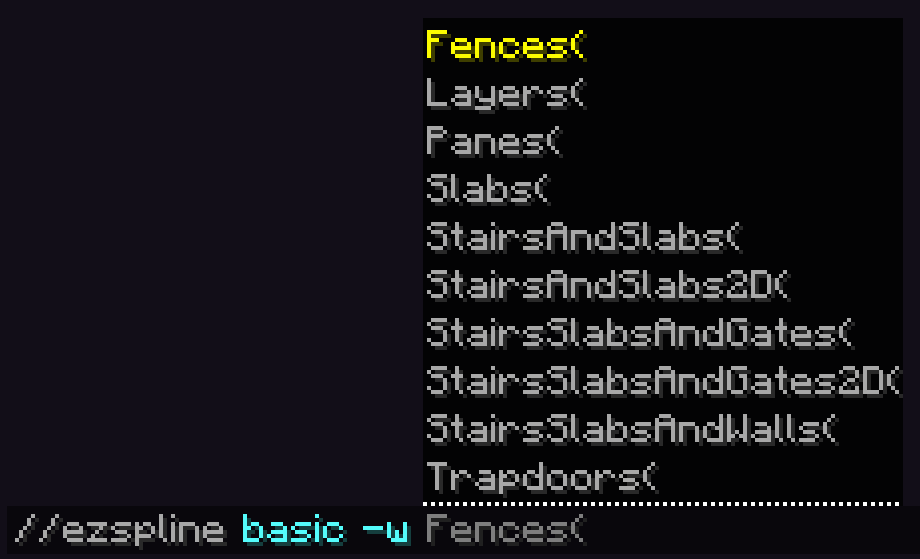 Fences(
Layers(
Panes(
Slabs(
StairsAndSlabs(
StairsAndSlabs2D(
StairsSlabsAndGates(
StairsSlabsAndGates2D(
StairsSlabsAndWalls(
Trapdoors(
//ezspline basic -w Fences(